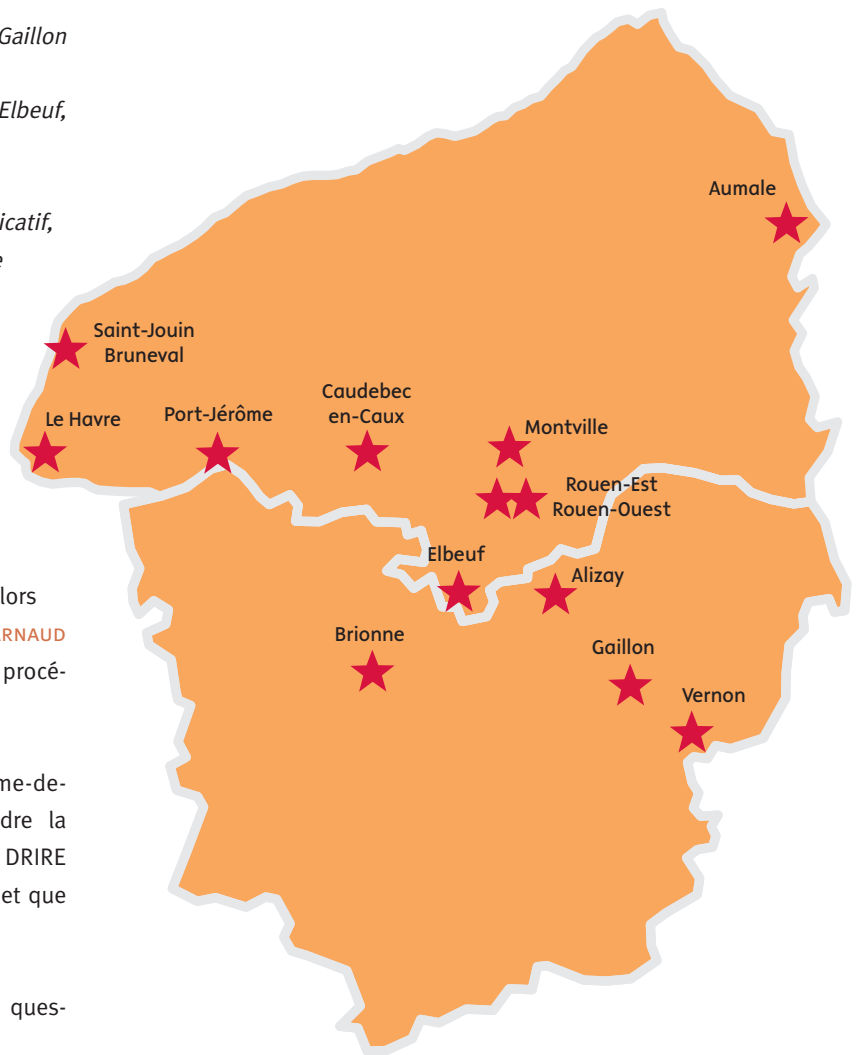 Gaillon
Elbeuf,
icatif,
e
lors
RNAUD
procé-
me-de-
dre la
DRIRE
et que
ques-
Aumale
Saint-Jouin
Bruneval
Le Havre
Port-Jérôme
Caudebec
en-Caux
Montville
Rouen-Est
Rouen-Ouest
Elbeuf
Alizay
Brionne
Gaillon
Vernon